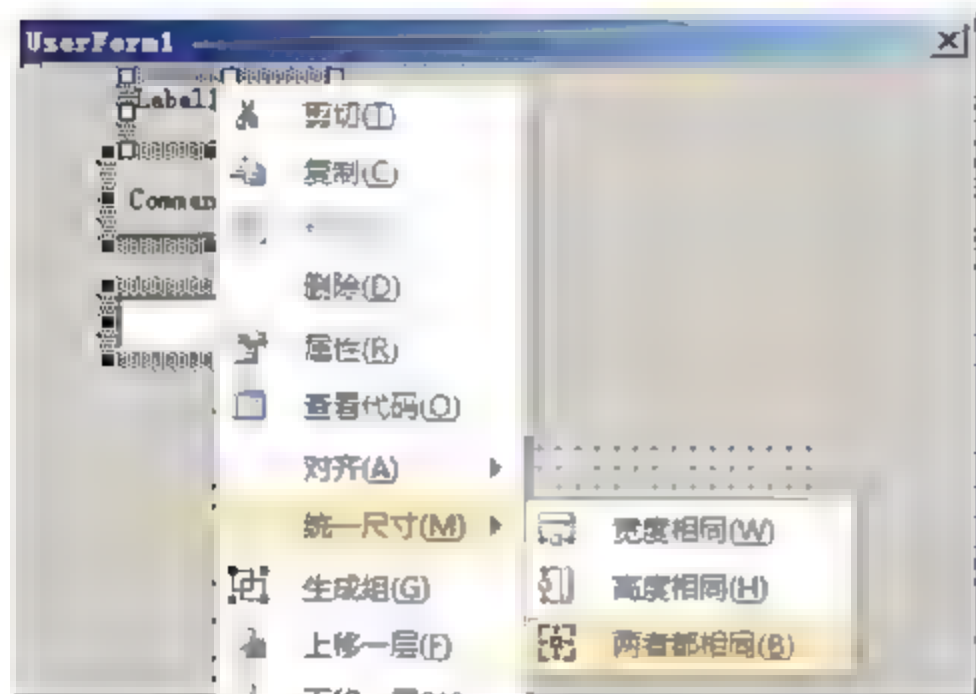 UserForm1
Label1
Comman
剪切(T)
复制(C)
删除(D)
属性(R)
查看代码(O)
对齐(A)
统一尺寸(M)
宽度相同(W)
生成组(G)
高度相同(H)
上移一层(F)
两者都相同(B)